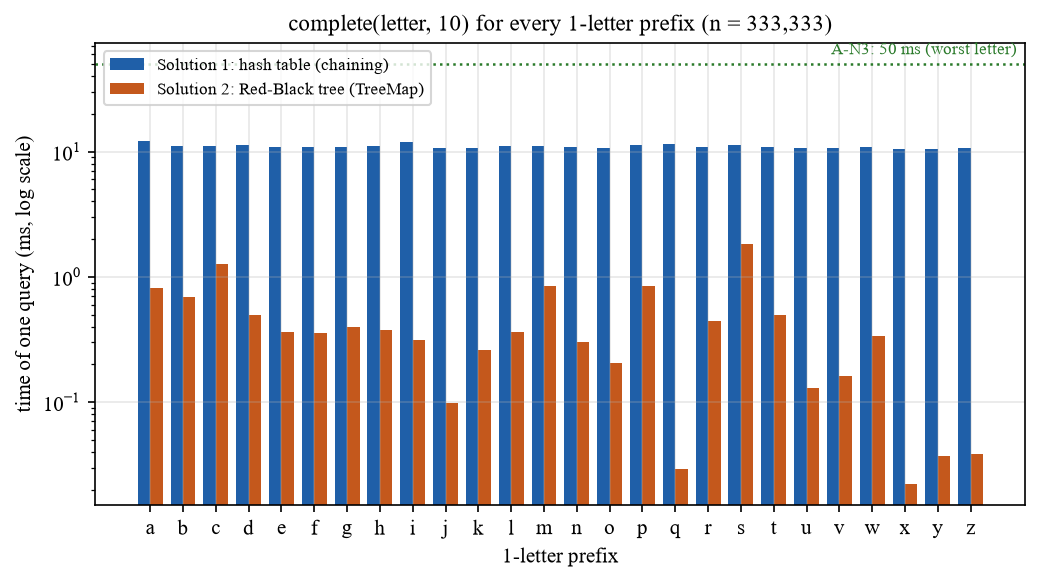 complete(letter, 10) for every 1-letter prefix (n = 333,333)
A-N3: 50 ms (worst letter)
Solution 1: hash table (chaining)
Solution 2: Red-Black tree (TreeMap)
time of one query (ms, log scale)
10¹
10⁰
10⁻¹
a b c d e f g h i j k l m n o p q r s t u v w x y z
1-letter prefix